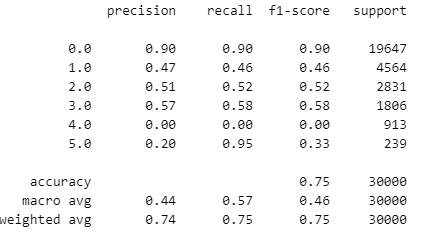 precision recall f1-score support
0.0 0.90 0.90 0.90 19647
1.0 0.47 0.46 0.46 4564
2.0 0.51 0.52 0.52 2831
3.0 0.57 0.58 0.58 1806
4.0 0.00 0.00 0.00 913
5.0 0.20 0.95 0.33 239
accuracy 0.75 30000
macro avg 0.44 0.57 0.46 30000
weighted avg 0.74 0.75 0.75 30000